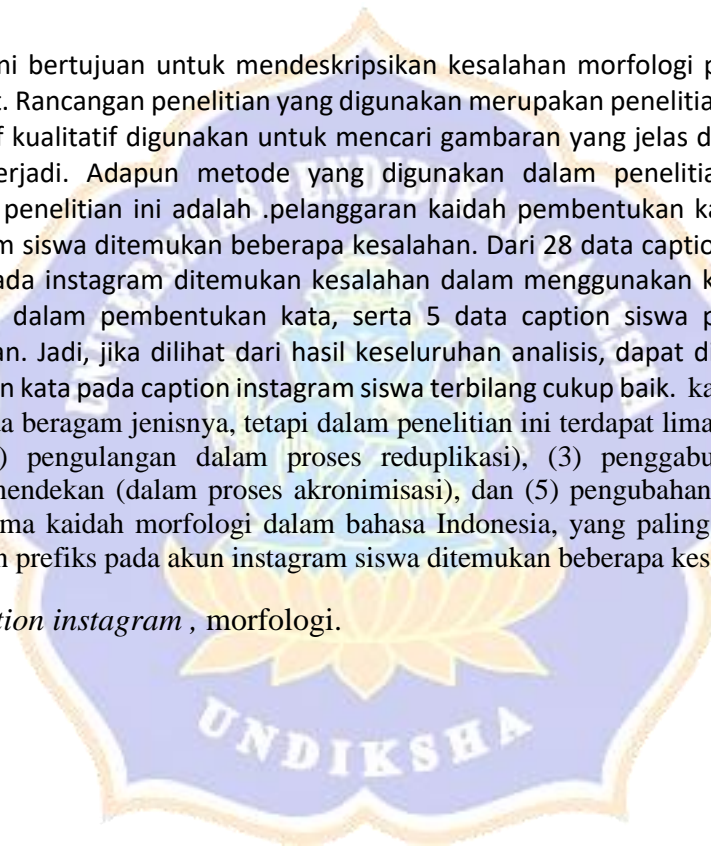 ni bertujuan untuk mendeskripsikan kesalahan morfologi p
t. Rancangan penelitian yang digunakan merupakan penelitia
f kualitatif digunakan untuk mencari gambaran yang jelas d
erjadi. Adapun metode yang digunakan dalam penelitia
penelitian ini adalah .pelanggaran kaidah pembentukan ka
m siswa ditemukan beberapa kesalahan. Dari 28 data captio
ada instagram ditemukan kesalahan dalam menggunakan k
dalam pembentukan kata, serta 5 data caption siswa p
an. Jadi, jika dilihat dari hasil keseluruhan analisis, dapat di
n kata pada caption instagram siswa terbilang cukup baik. ka
a beragam jenisnya, tetapi dalam penelitian ini terdapat lima
) pengulangan dalam proses reduplikasi), (3) penggabu
nendekan (dalam proses akronimisasi), dan (5) pengubahan
ma kaidah morfologi dalam bahasa Indonesia, yang paling
n prefiks pada akun instagram siswa ditemukan beberapa kes
tion instagram , morfologi.
UNIVERSITAS PENDIDIKAN GANESHA
UNDIKSHA